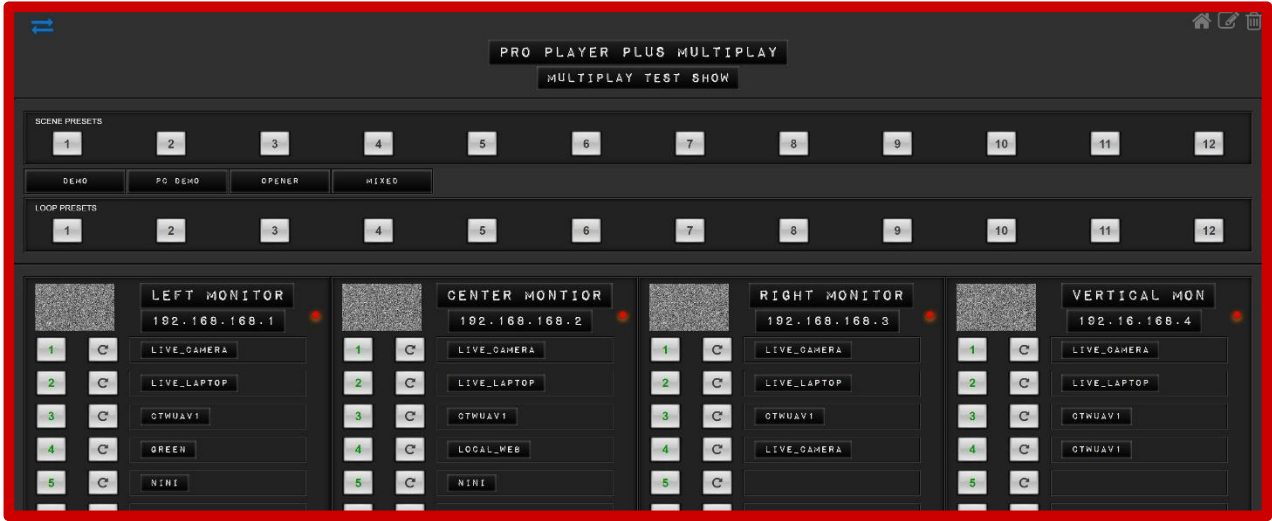 PRO PLAYER PLUS MULTIPLAY
MULTIPLAY TEST SHOW
SCENE PRESETS
1 2 3 4 5 6 7 8 9 10 11 12
DEMO PC DEMO OPENER MIXED
LOOP PRESETS
1 2 3 4 5 6 7 8 9 10 11 12
LEFT MONITOR CENTER MONTIOR RIGHT MONITOR VERTICAL MON
192.168.168.1 192.168.168.2 192.168.168.3 192.16.168.4
1 LIVE_CAMERA 1 LIVE_CAMERA 1 LIVE_CAMERA 1 LIVE_CAMERA
2 LIVE_LAPTOP 2 LIVE_LAPTOP 2 LIVE_LAPTOP 2 LIVE_LAPTOP
3 CTWUAV1 3 CTWUAV1 3 CTWUAV1 3 CTWUAV1
4 GREEN 4 LOCAL_WEB 4 LIVE_CAMERA 4 CTWUAV1
5 NINI 5 NINI 5 5